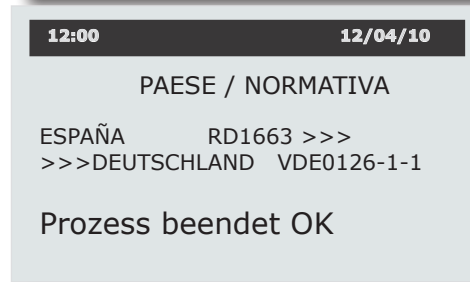 12:00 12/04/10
PAESE / NORMATIVA
ESPAÑA RD1663 >>>
>>>DEUTSCHLAND VDE0126-1-1
Prozess beendet OK